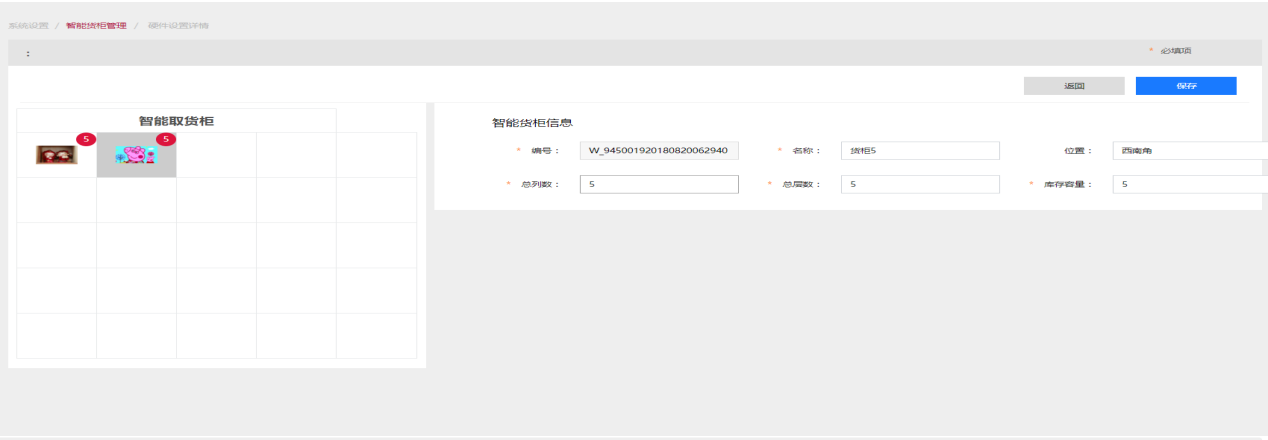 系统设置 / 智能货柜管理 / 硬件设置详情
:
* 必填项
返回 保存
智能取货柜
5 5
智能货柜信息
* 编号： W_945001920180820062940 * 名称： 货柜5 位置： 西南角
* 总列数： 5 * 总层数： 5 * 库存容量： 5